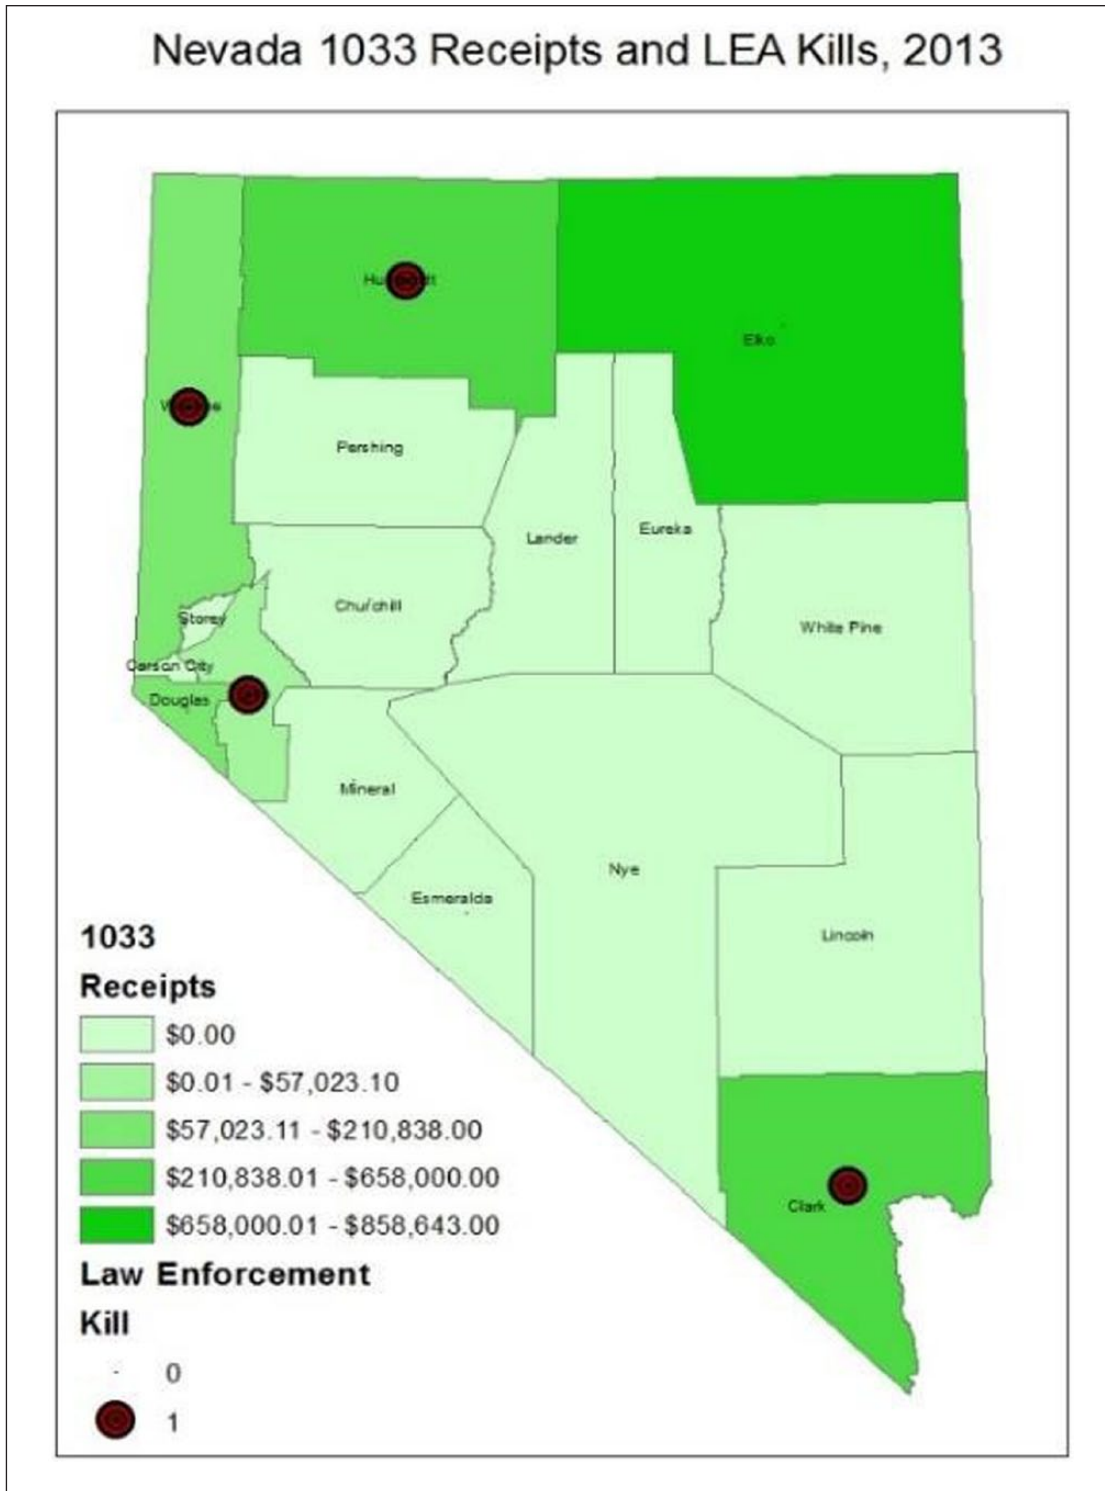 Nevada 1033 Receipts and LEA Kills, 2013
Elko
Pershing
Lander
Eureka
Churchill
Storey
White Pine
Carson City
Douglas
Mineral
Nye
Esmeralda
Lincoln
Clark
1033
Receipts
$0.00
$0.01 - $57,023.10
$57,023.11 - $210,838.00
$210,838.01 - $658,000.00
$658,000.01 - $858,643.00
Law Enforcement
Kill
0
1